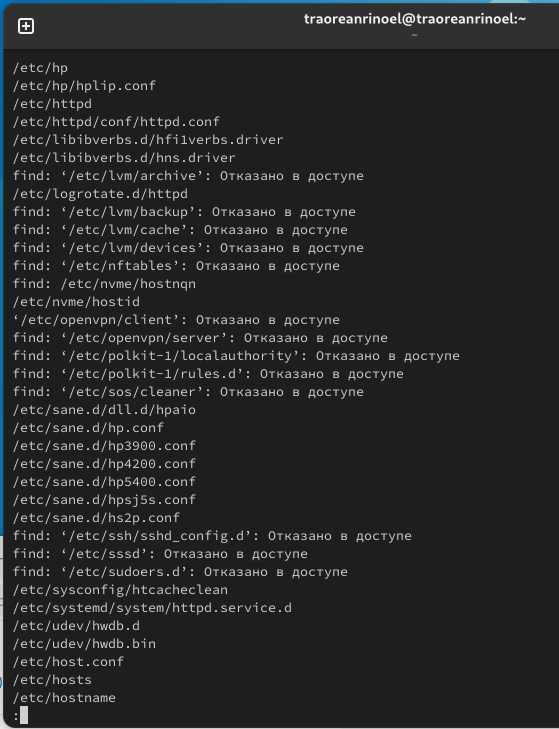 traoreanrinoel@traoreanrinoel:~
~
/etc/hp
/etc/hp/hplip.conf
/etc/httpd
/etc/httpd/conf/httpd.conf
/etc/libibverbs.d/hfi1verbs.driver
/etc/libibverbs.d/hns.driver
find: ‘/etc/lvm/archive’: Отказано в доступе
/etc/logrotate.d/httpd
find: ‘/etc/lvm/backup’: Отказано в доступе
find: ‘/etc/lvm/cache’: Отказано в доступе
find: ‘/etc/lvm/devices’: Отказано в доступе
find: ‘/etc/nftables’: Отказано в доступе
find: /etc/nvme/hostnqn
/etc/nvme/hostid
‘/etc/openvpn/client’: Отказано в доступе
find: ‘/etc/openvpn/server’: Отказано в доступе
find: ‘/etc/polkit-1/localauthority’: Отказано в доступе
find: ‘/etc/polkit-1/rules.d’: Отказано в доступе
find: ‘/etc/sos/cleaner’: Отказано в доступе
/etc/sane.d/dll.d/hpaio
/etc/sane.d/hp.conf
/etc/sane.d/hp3900.conf
/etc/sane.d/hp4200.conf
/etc/sane.d/hp5400.conf
/etc/sane.d/hpsj5s.conf
/etc/sane.d/hs2p.conf
find: ‘/etc/ssh/sshd_config.d’: Отказано в доступе
find: ‘/etc/sssd’: Отказано в доступе
find: ‘/etc/sudoers.d’: Отказано в доступе
/etc/sysconfig/htcacheclean
/etc/systemd/system/httpd.service.d
/etc/udev/hwdb.d
/etc/udev/hwdb.bin
/etc/host.conf
/etc/hosts
/etc/hostname
: